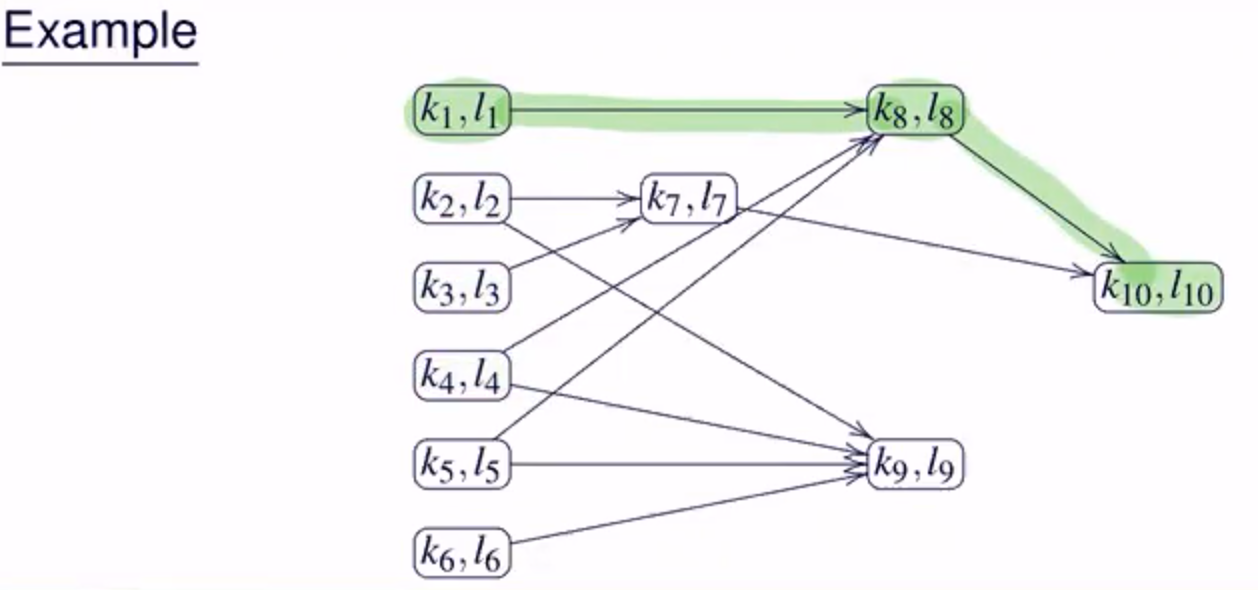 Example
k₁, l₁
k₈, l₈
k₂, l₂
k₇, l₇
k₃, l₃
k₁₀, l₁₀
k₄, l₄
k₅, l₅
k₉, l₉
k₆, l₆